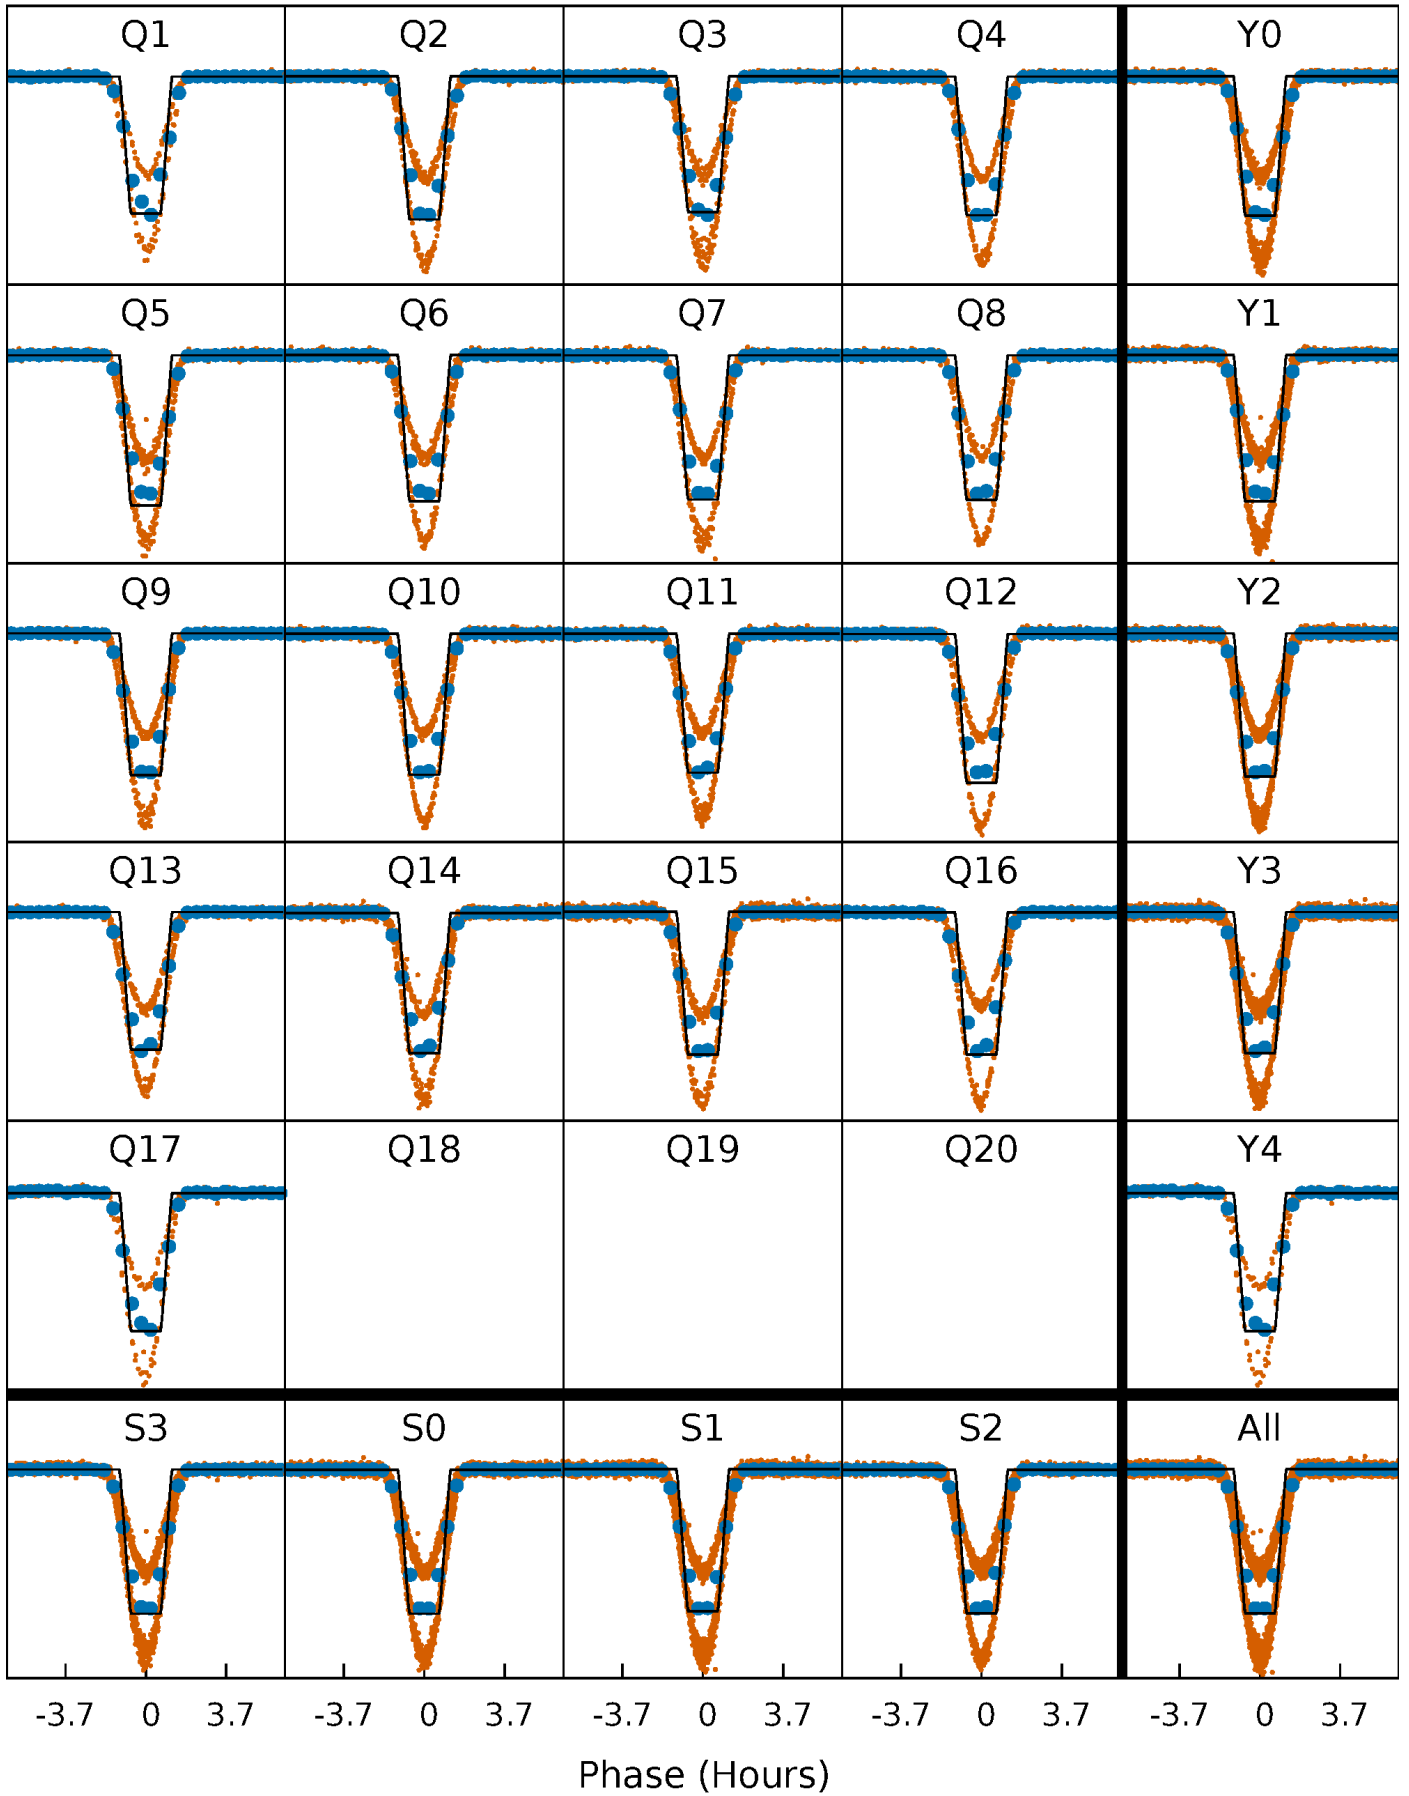 Q1 Q2 Q3 Q4 Y0
Q5 Q6 Q7 Q8 Y1
Q9 Q10 Q11 Q12 Y2
Q13 Q14 Q15 Q16 Y3
Q17 Q18 Q19 Q20 Y4
S3 S0 S1 S2 All
-3.7 0 3.7 -3.7 0 3.7 -3.7 0 3.7 -3.7 0 3.7 -3.7 0 3.7
Phase (Hours)